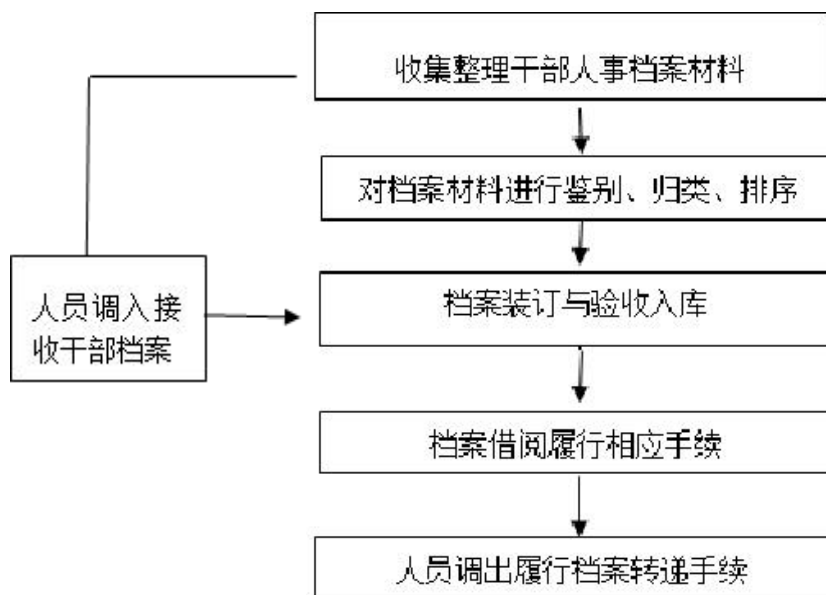 收集整理干部人事档案材料
对档案材料进行鉴别、归类、排序
人员调入接
收干部档案
档案装订与验收入库
档案借阅履行相应手续
人员调出履行档案转递手续